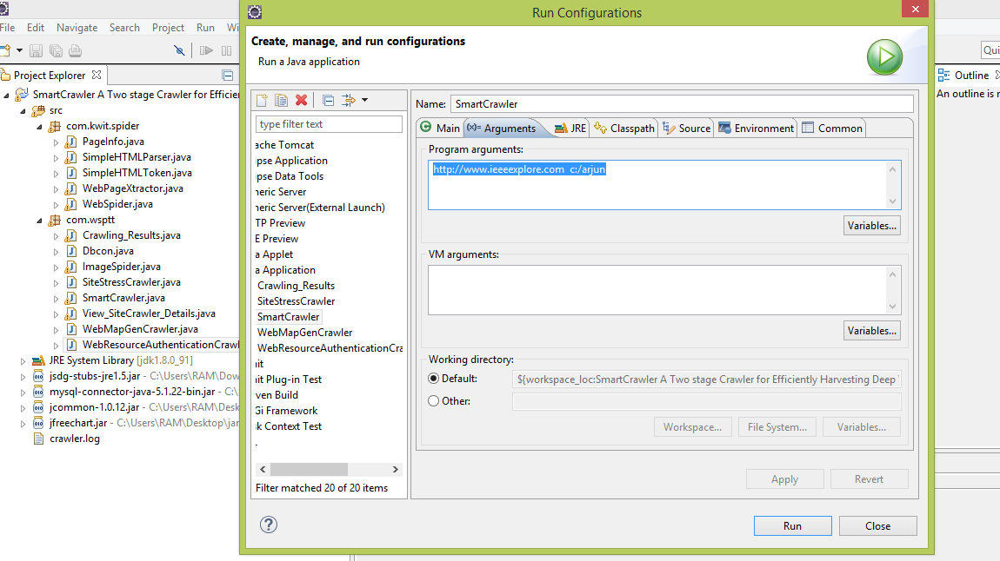 Run Configurations
File Edit Navigate Search Project Run Wi
Create, manage, and run configurations
Run a Java application
Qui
Project Explorer
Outline
An outline is n
SmartCrawler A Two stage Crawler for Efficien
src
com.kwit.spider
PageInfo.java
SimpleHTMLParser.java
SimpleHTMLToken.java
WebPageXtractor.java
WebSpider.java
com.wsptt
Crawling_Results.java
Dbcon.java
ImageSpider.java
SiteStressCrawler.java
SmartCrawler.java
View_SiteCrawler_Details.java
WebMapGenCrawler.java
WebResourceAuthenticationCrawl
JRE System Library [jdk1.8.0_91]
jsdg-stubs-jre1.5.jar - C:\Users\RAM\Dow
mysql-connector-java-5.1.22-bin.jar - C:
jcommon-1.0.12.jar - C:\Users\RAM\Desk
jfreechart.jar - C:\Users\RAM\Desktop\jar
crawler.log
type filter text
ache Tomcat
ipse Application
ipse Data Tools
neric Server
neric Server(External Launch)
TP Preview
E Preview
a Applet
a Application
Crawling_Results
SiteStressCrawler
SmartCrawler
WebMapGenCrawler
WebResourceAuthenticationCra
it
it Plug-in Test
ven Build
Gi Framework
k Context Test
Filter matched 20 of 20 items
Name: SmartCrawler
Main (x)= Arguments JRE Classpath Source Environment Common
Program arguments:
http://www.ieeeexplore.com c:/arjun
Variables...
VM arguments:
Variables...
Working directory:
Default: ${workspace_loc:SmartCrawler A Two stage Crawler for Efficiently Harvesting Deep
Other:
Workspace... File System... Variables...
Apply Revert
Run Close